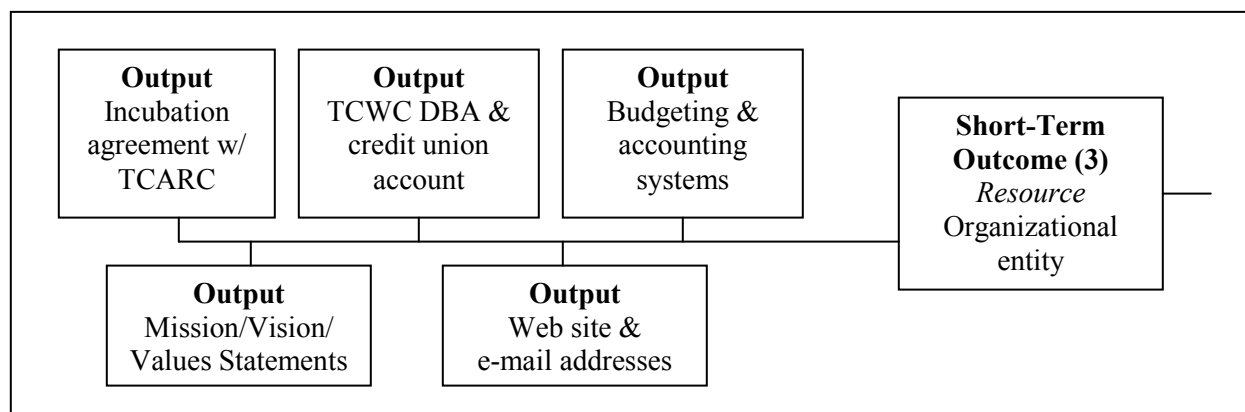 Output
Incubation
agreement w/
TCARC
Output
TCWC DBA &
credit union
account
Output
Budgeting &
accounting
systems
Short-Term
Outcome (3)
Resource
Organizational
entity
Output
Mission/Vision/
Values Statements
Output
Web site &
e-mail addresses